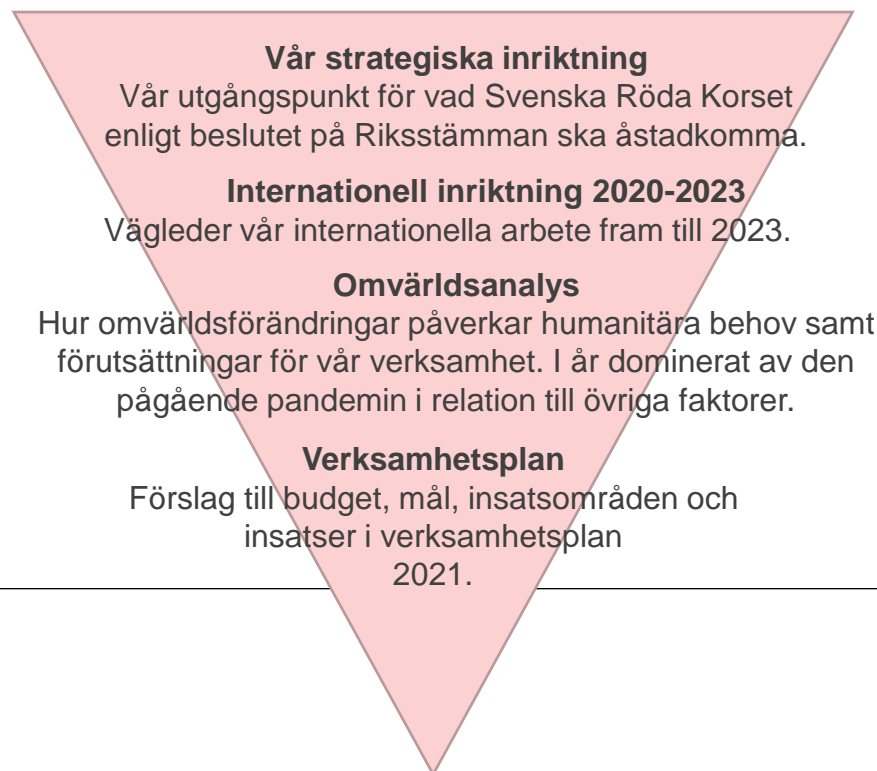 Vår strategiska inriktning
Vår utgångspunkt för vad Svenska Röda Korset
enligt beslutet på Riksstämman ska åstadkomma.
Internationell inriktning 2020-2023
Vägleder vår internationella arbete fram till 2023.
Omvärldsanalys
Hur omvärldsförändringar påverkar humanitära behov samt
förutsättningar för vår verksamhet. I år dominerat av den
pågående pandemin i relation till övriga faktorer.
Verksamhetsplan
Förslag till budget, mål, insatsområden och
insatser i verksamhetsplan
2021.